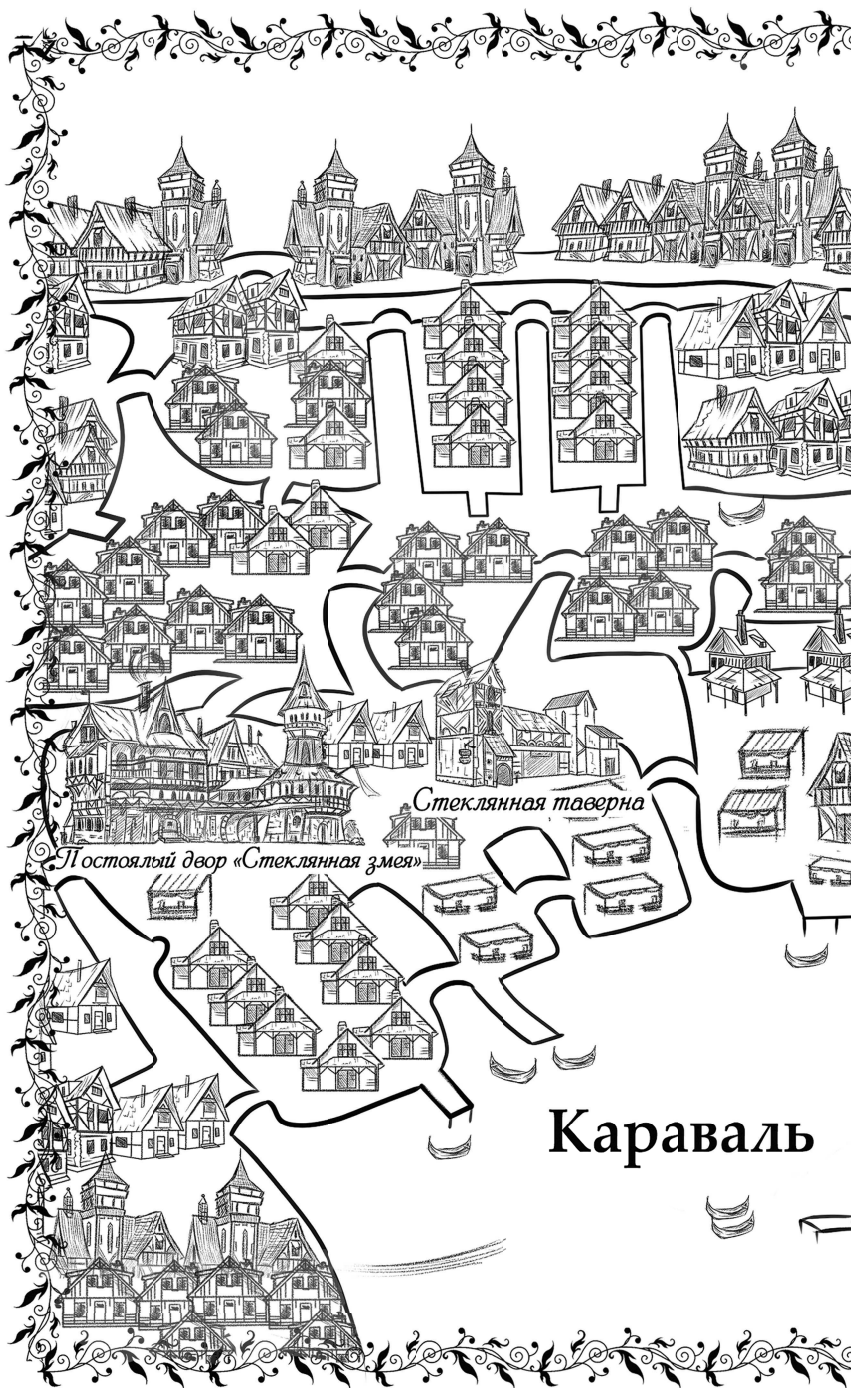 Стеклянная таверна
Постоялый двор «Стеклянная змея»
Караваль